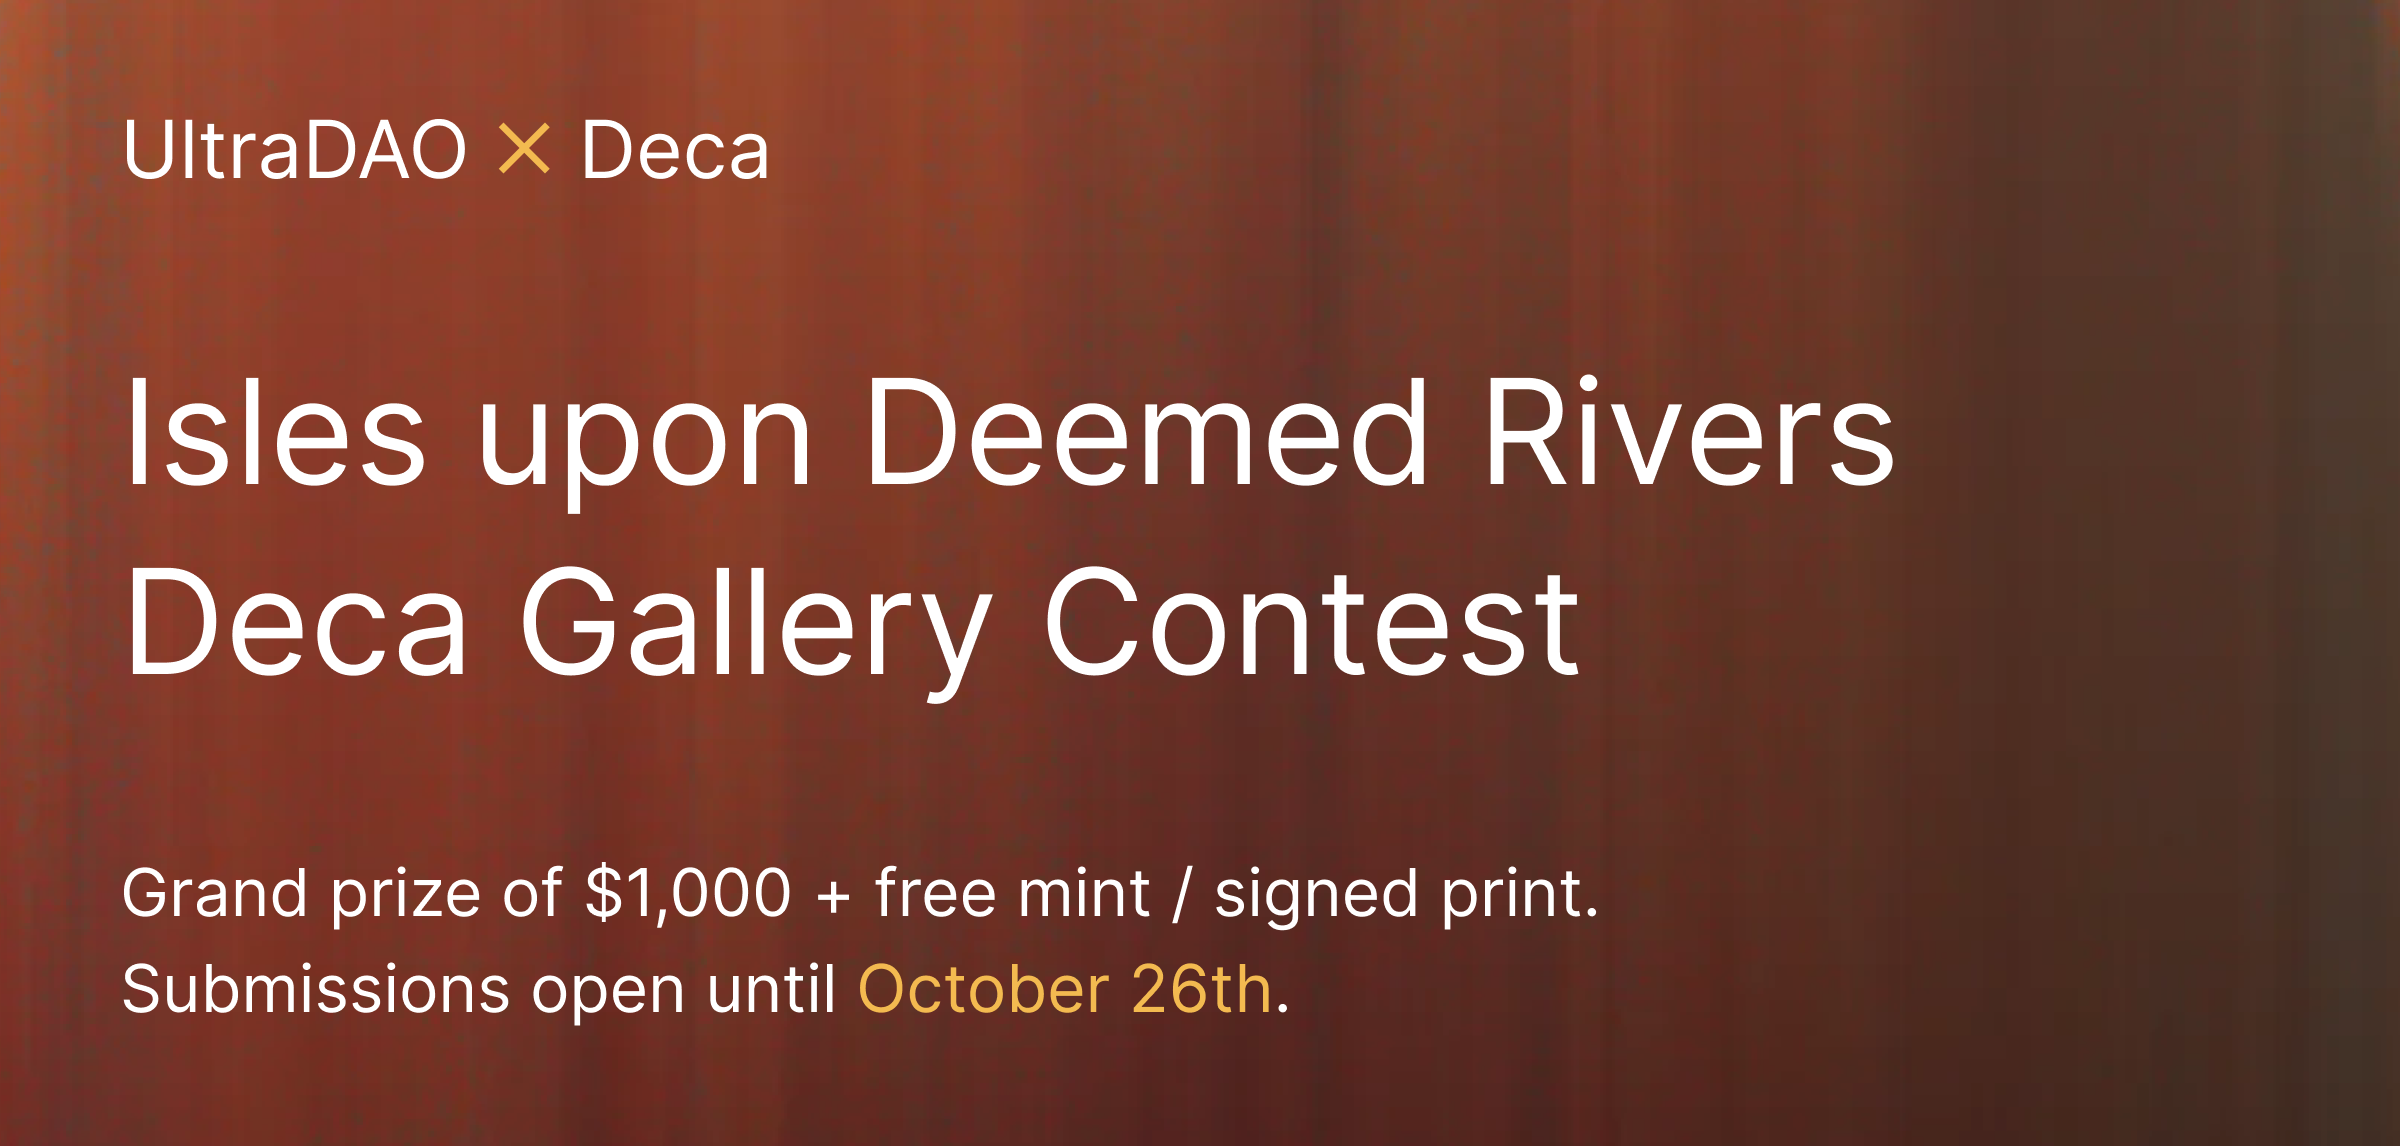 UltraDAO × Deca
Isles upon Deemed Rivers
Deca Gallery Contest
Grand prize of $1,000 + free mint / signed print.
Submissions open until October 26th.